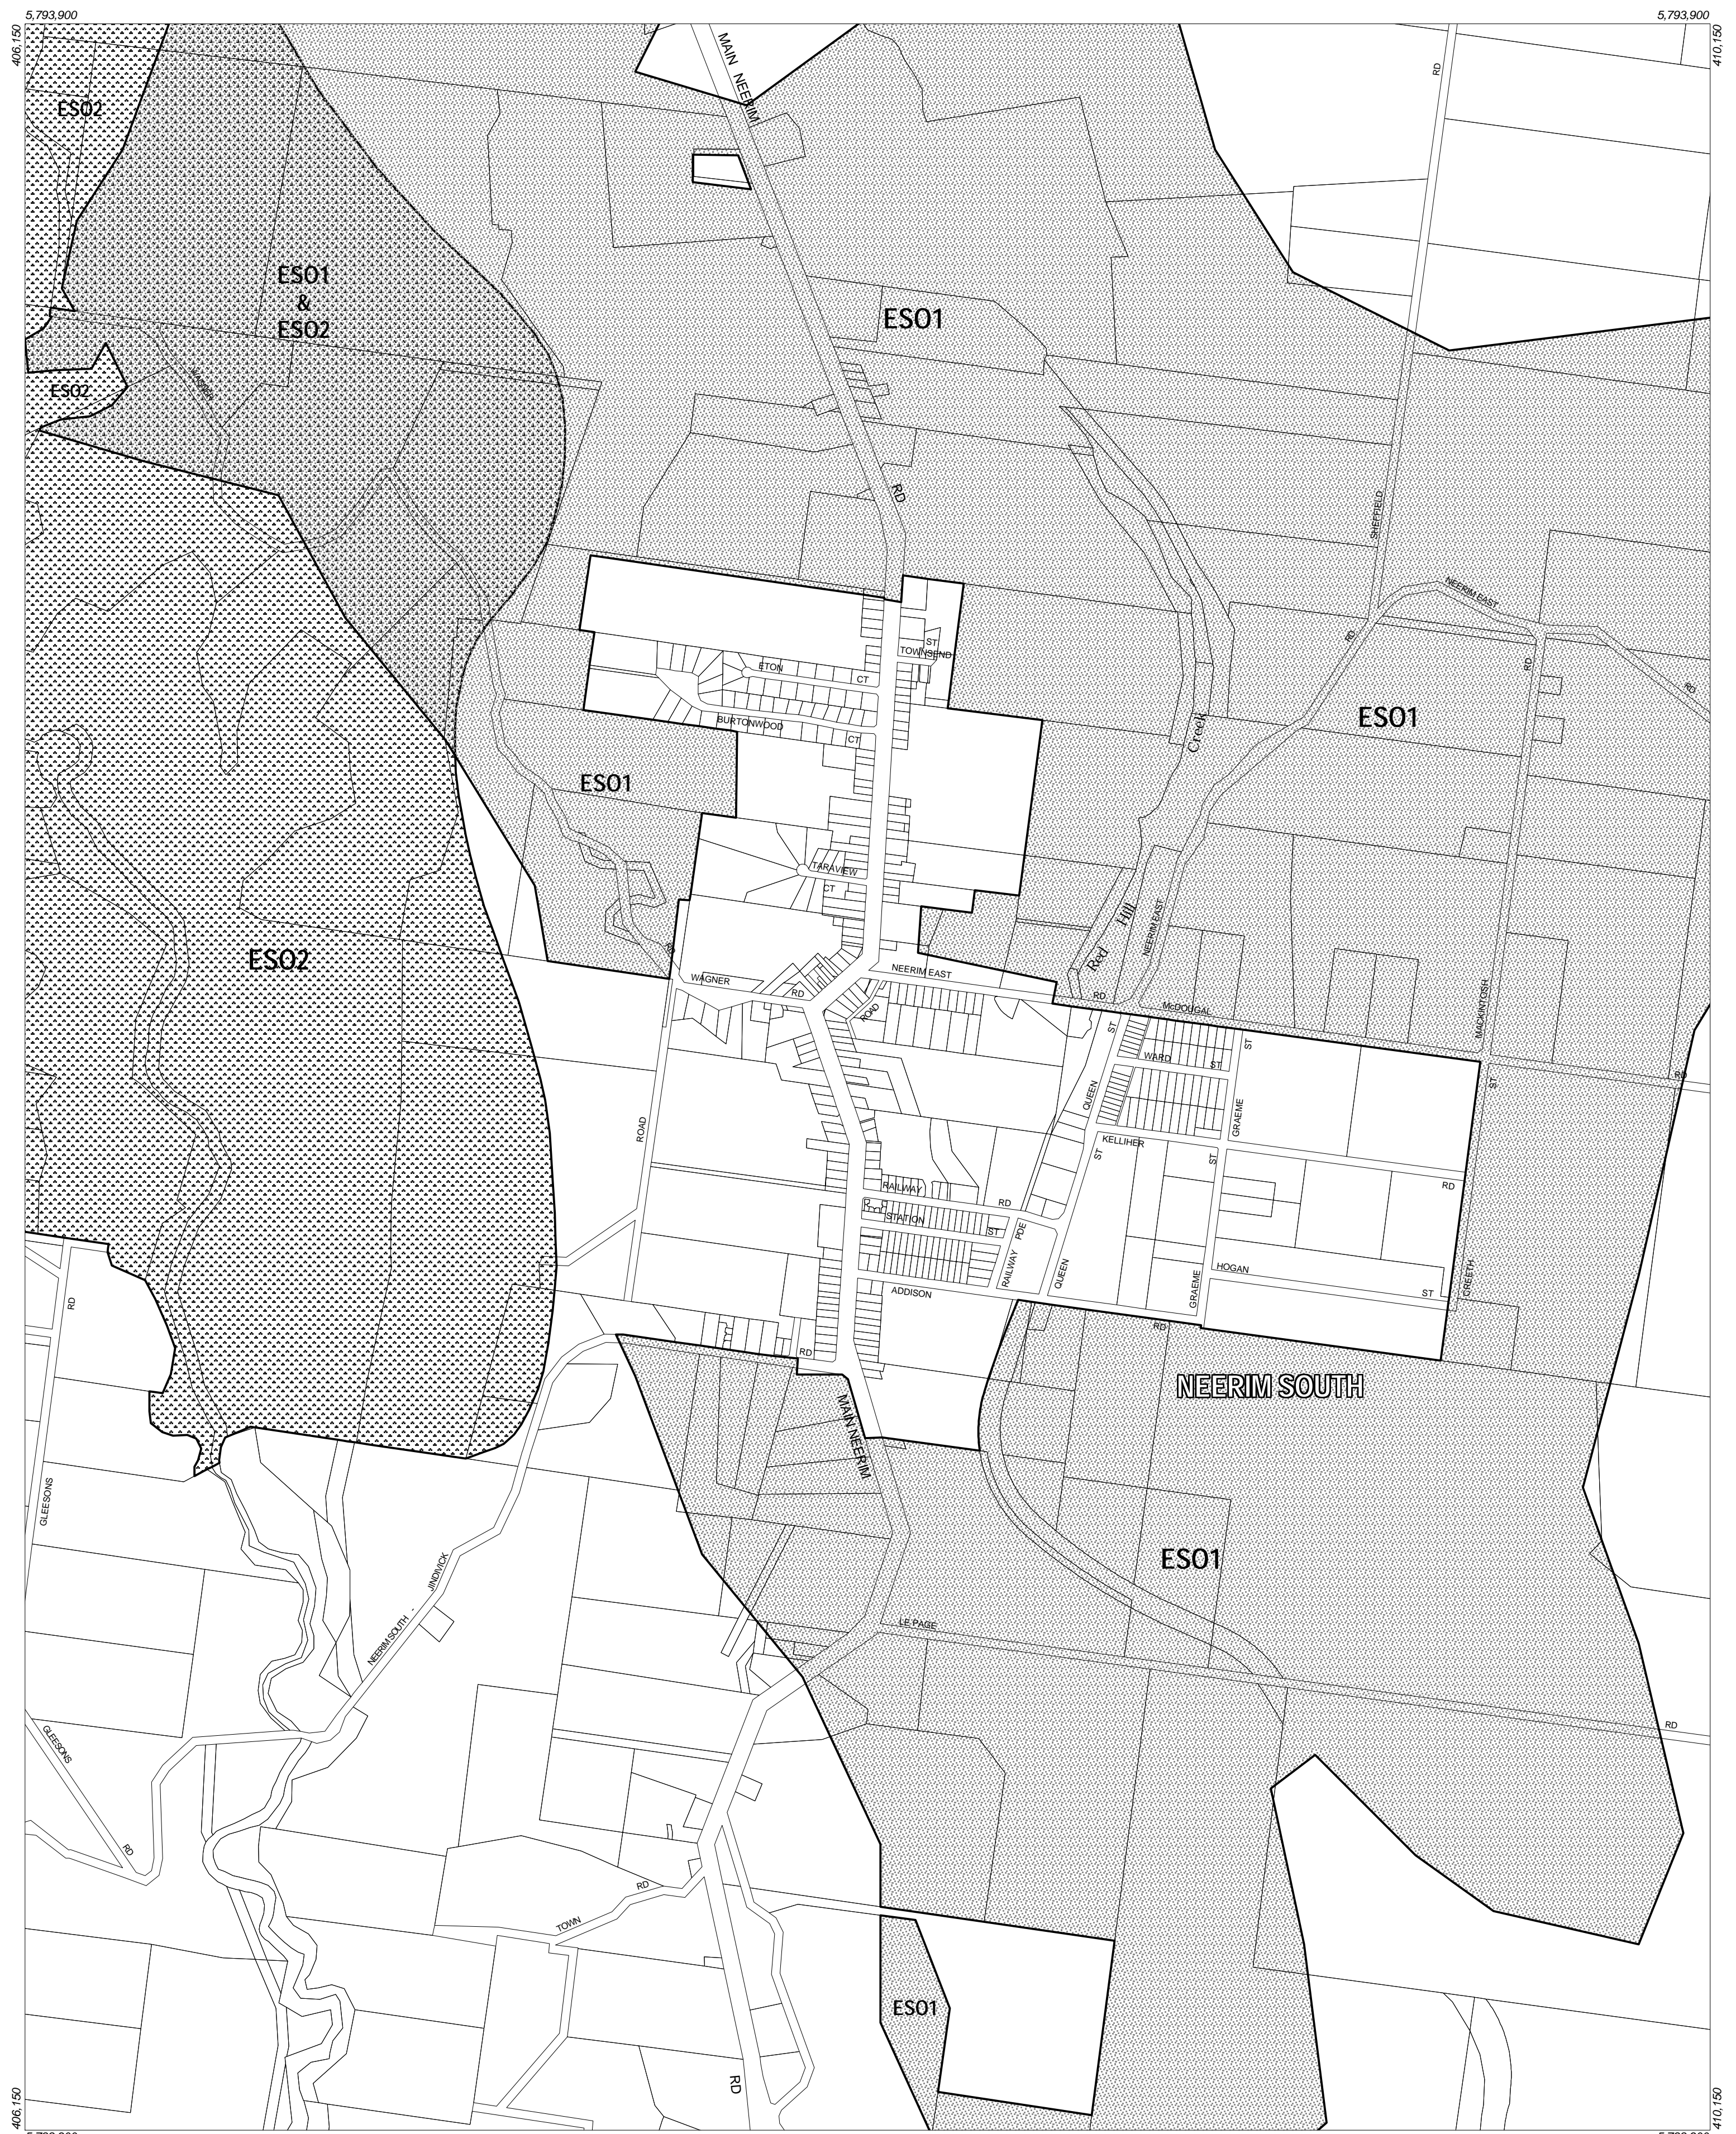 5,793,900
5,793,900
406,150
410,150
MAIN NEERIM
RD
ESO2
ESO1
&
ESO2
ESO1
ESO2
WAGNER
RD
SHEFFIELD
NEERIM EAST
RD
RD
RD
ST
TOWNSEND
ETON
CT
BURTONWOOD
CT
ESO1
Creek
ESO1
TARAVIEW
CT
Hill
Red
NEERIM EAST
ESO2
RD
WAGNER
RD
NEERIM EAST
RD
ROAD
McDOUGAL
MACKINTOSH
ST
WARD
ST
ST
RD
ST
QUEEN
GRAEME
ROAD
KELLIHER
ST
ST
RD
RAILWAY
RD
STATION
ST
PDE
RAILWAY
QUEEN
HOGAN
ST
CREETH
GRAEME
ADDISON
RD
RD
RD
NEERIM SOUTH
MAIN NEERIM
GLEESONS
ESO1
JINDIVICK
NEERIM SOUTH -
LE PAGE
RD
GLEESONS
RD
RD
TOWN
ESO1
RD
406,150
410,150